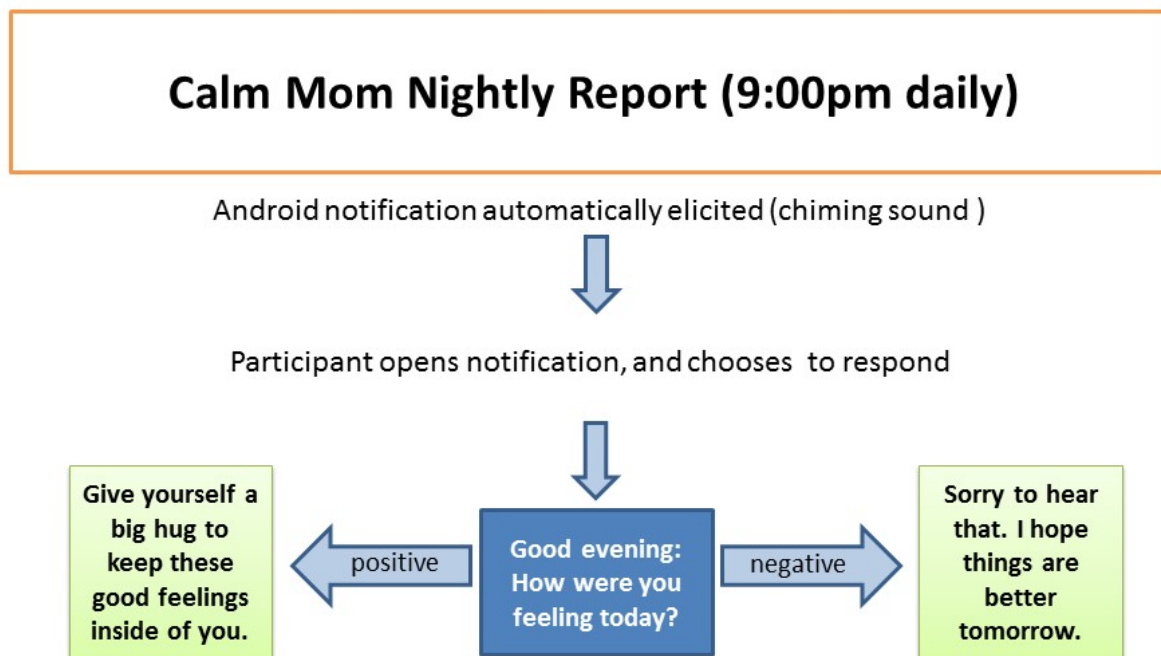 Calm Mom Nightly Report (9:00pm daily)
Android notification automatically elicited (chiming sound )
Participant opens notification, and chooses  to respond
Give yourself a
big hug to
keep these
good feelings
inside of you.
positive
Good evening:
How were you
feeling today?
negative
Sorry to hear
that. I hope
things are
better
tomorrow.